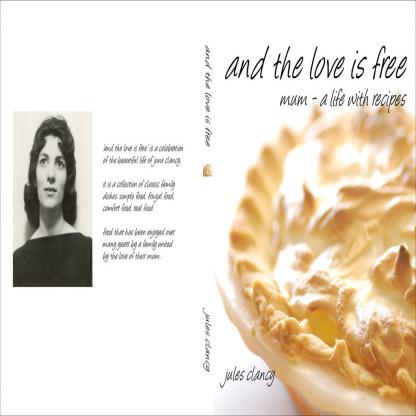 and the love is free
mum - a life with recipes
jules clancy
and the love is free
jules clancy
'and the love is free' is a celebration
of the beautiful life of june clancy.
it is a collection of classic family
dishes. simple food. frugal food.
comfort food. real food.
food that has been enjoyed over
many years by a family united
by the love of their mum.